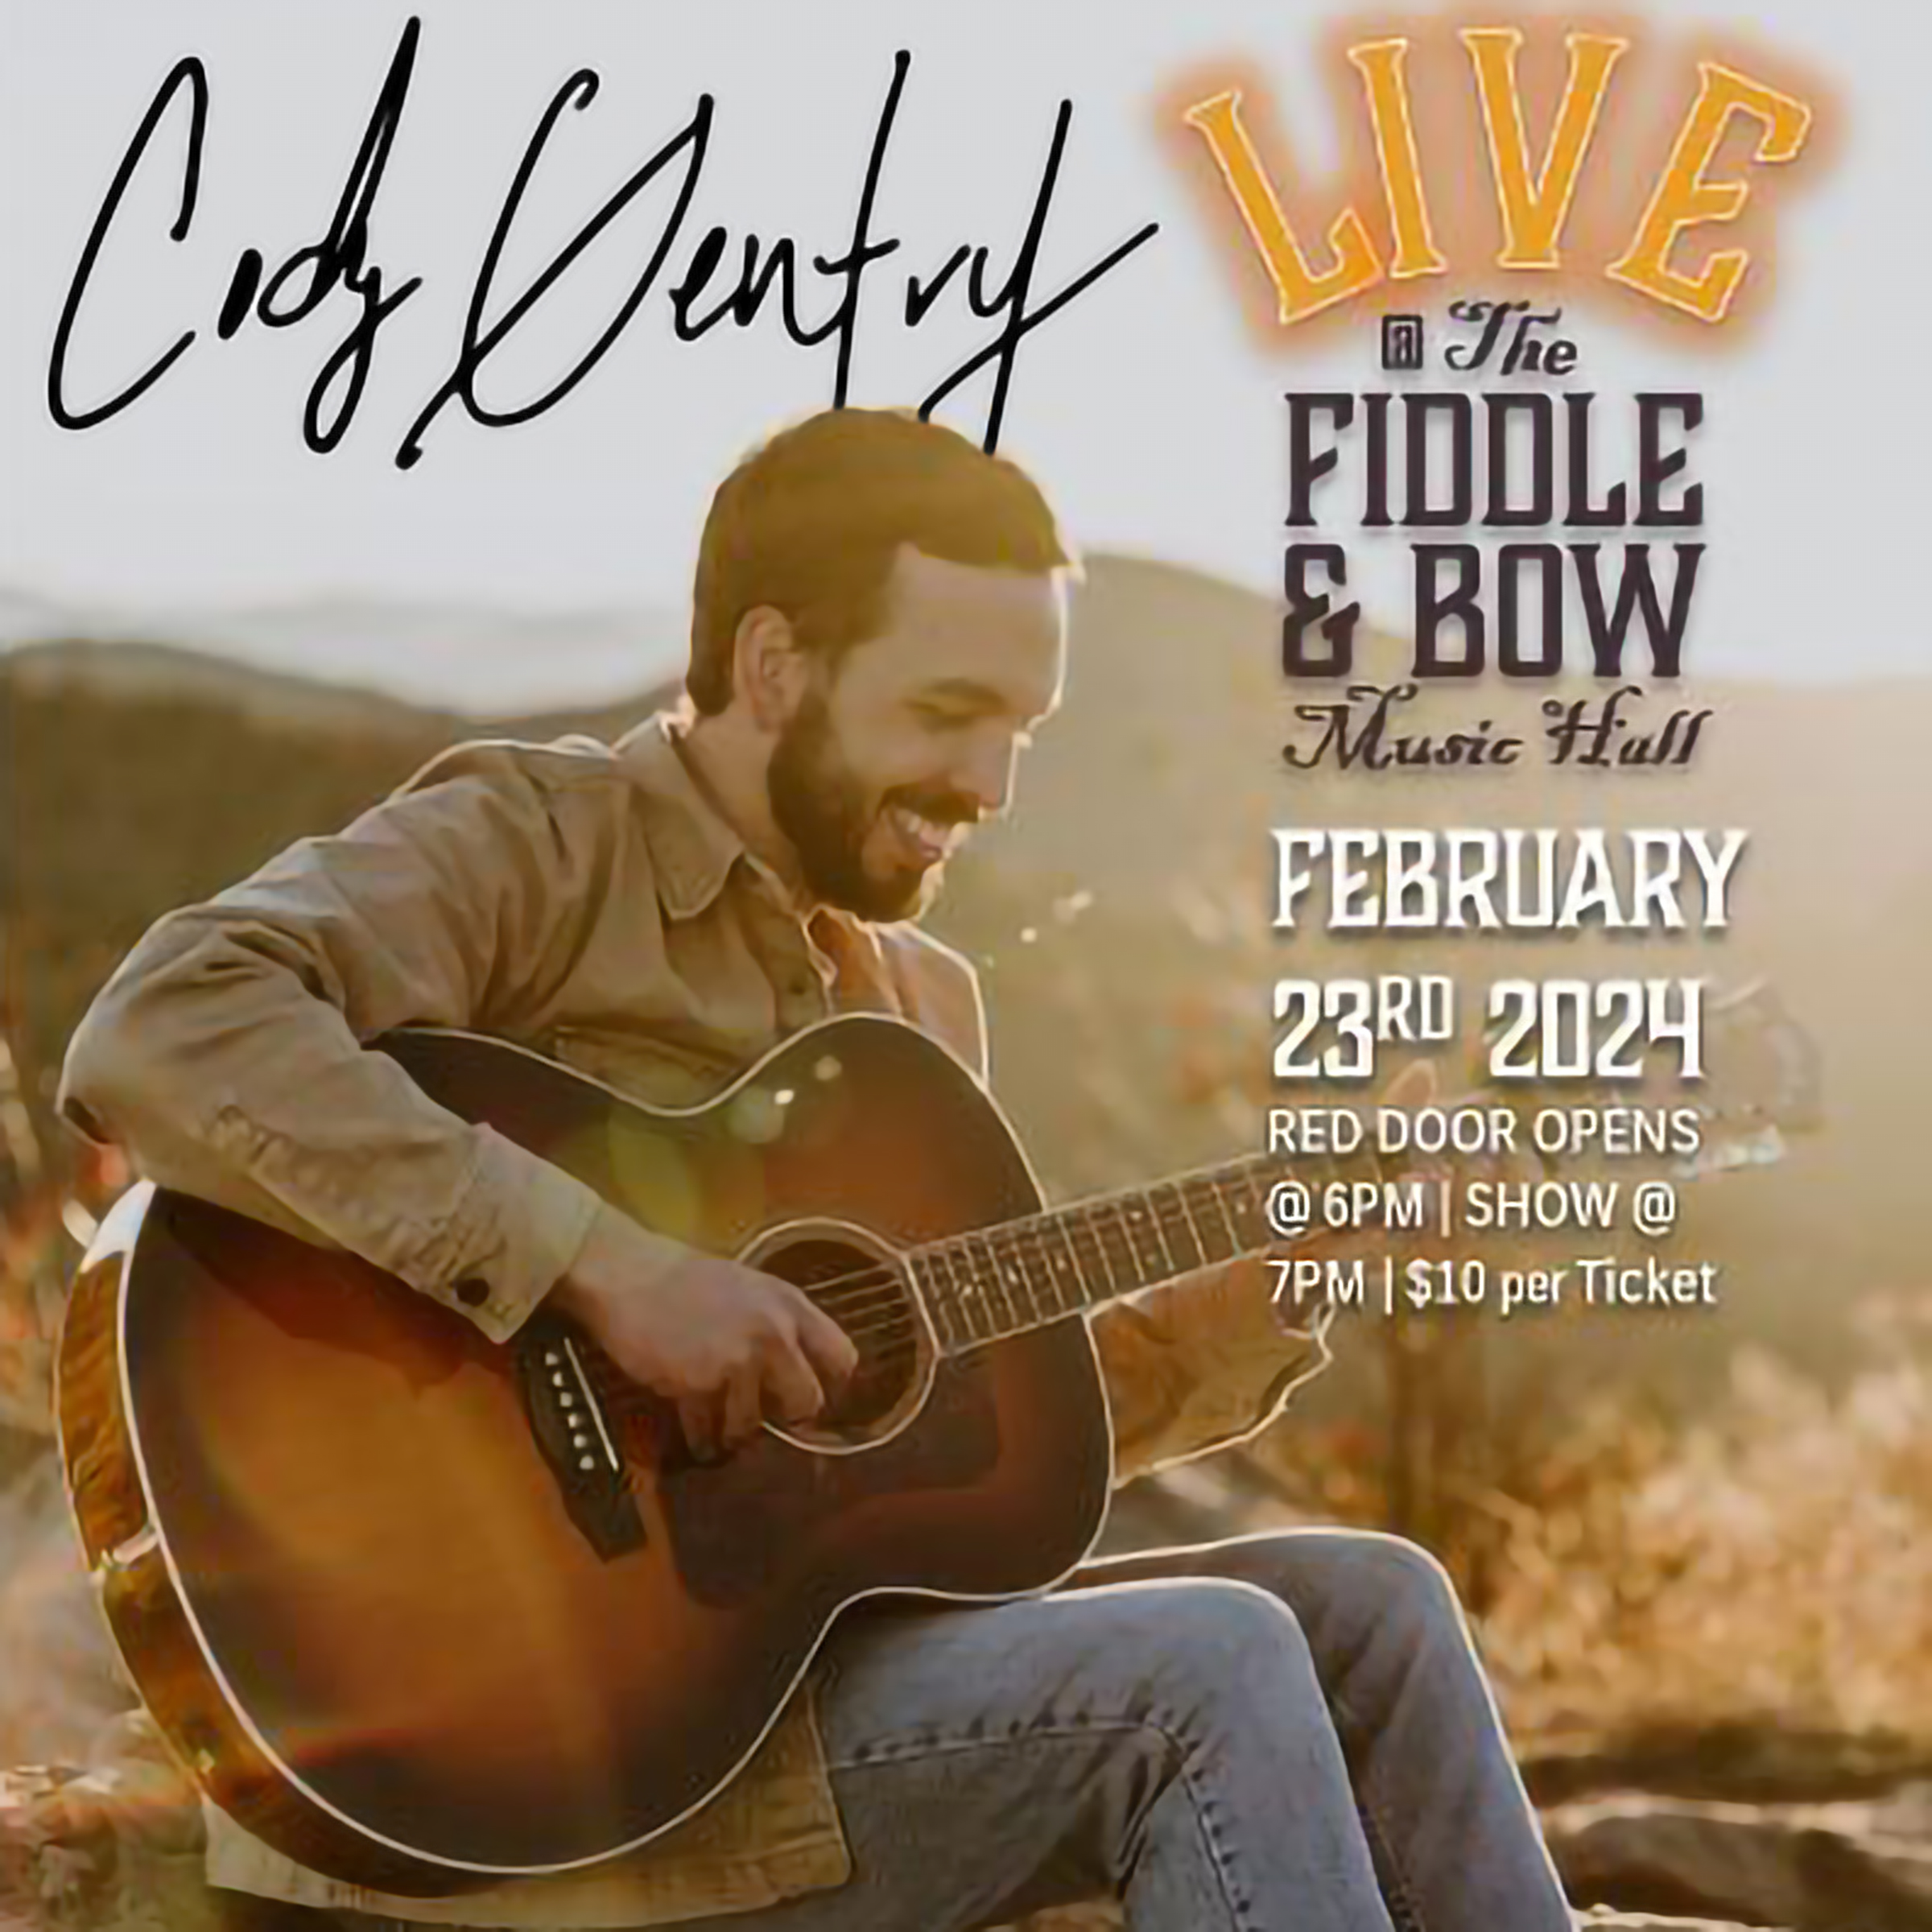 Cody Gentry
LIVE
@ The
FIDDLE
& BOW
Music Hall
FEBRUARY
23RD 2024
RED DOOR OPENS
@ 6PM | SHOW @
7PM | $10 per Ticket